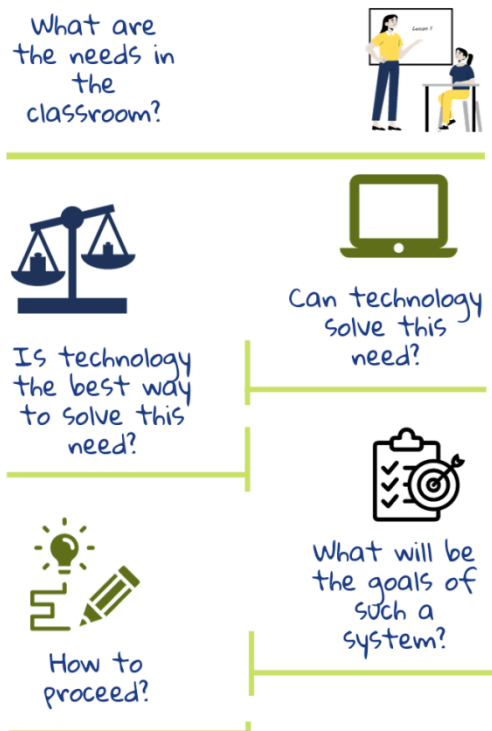 What are
the needs in
the
classroom?
Lesson 1
Can technology
solve this
need?
Is technology
the best way
to solve this
need?
What will be
the goals of
such a
system?
How to
proceed?